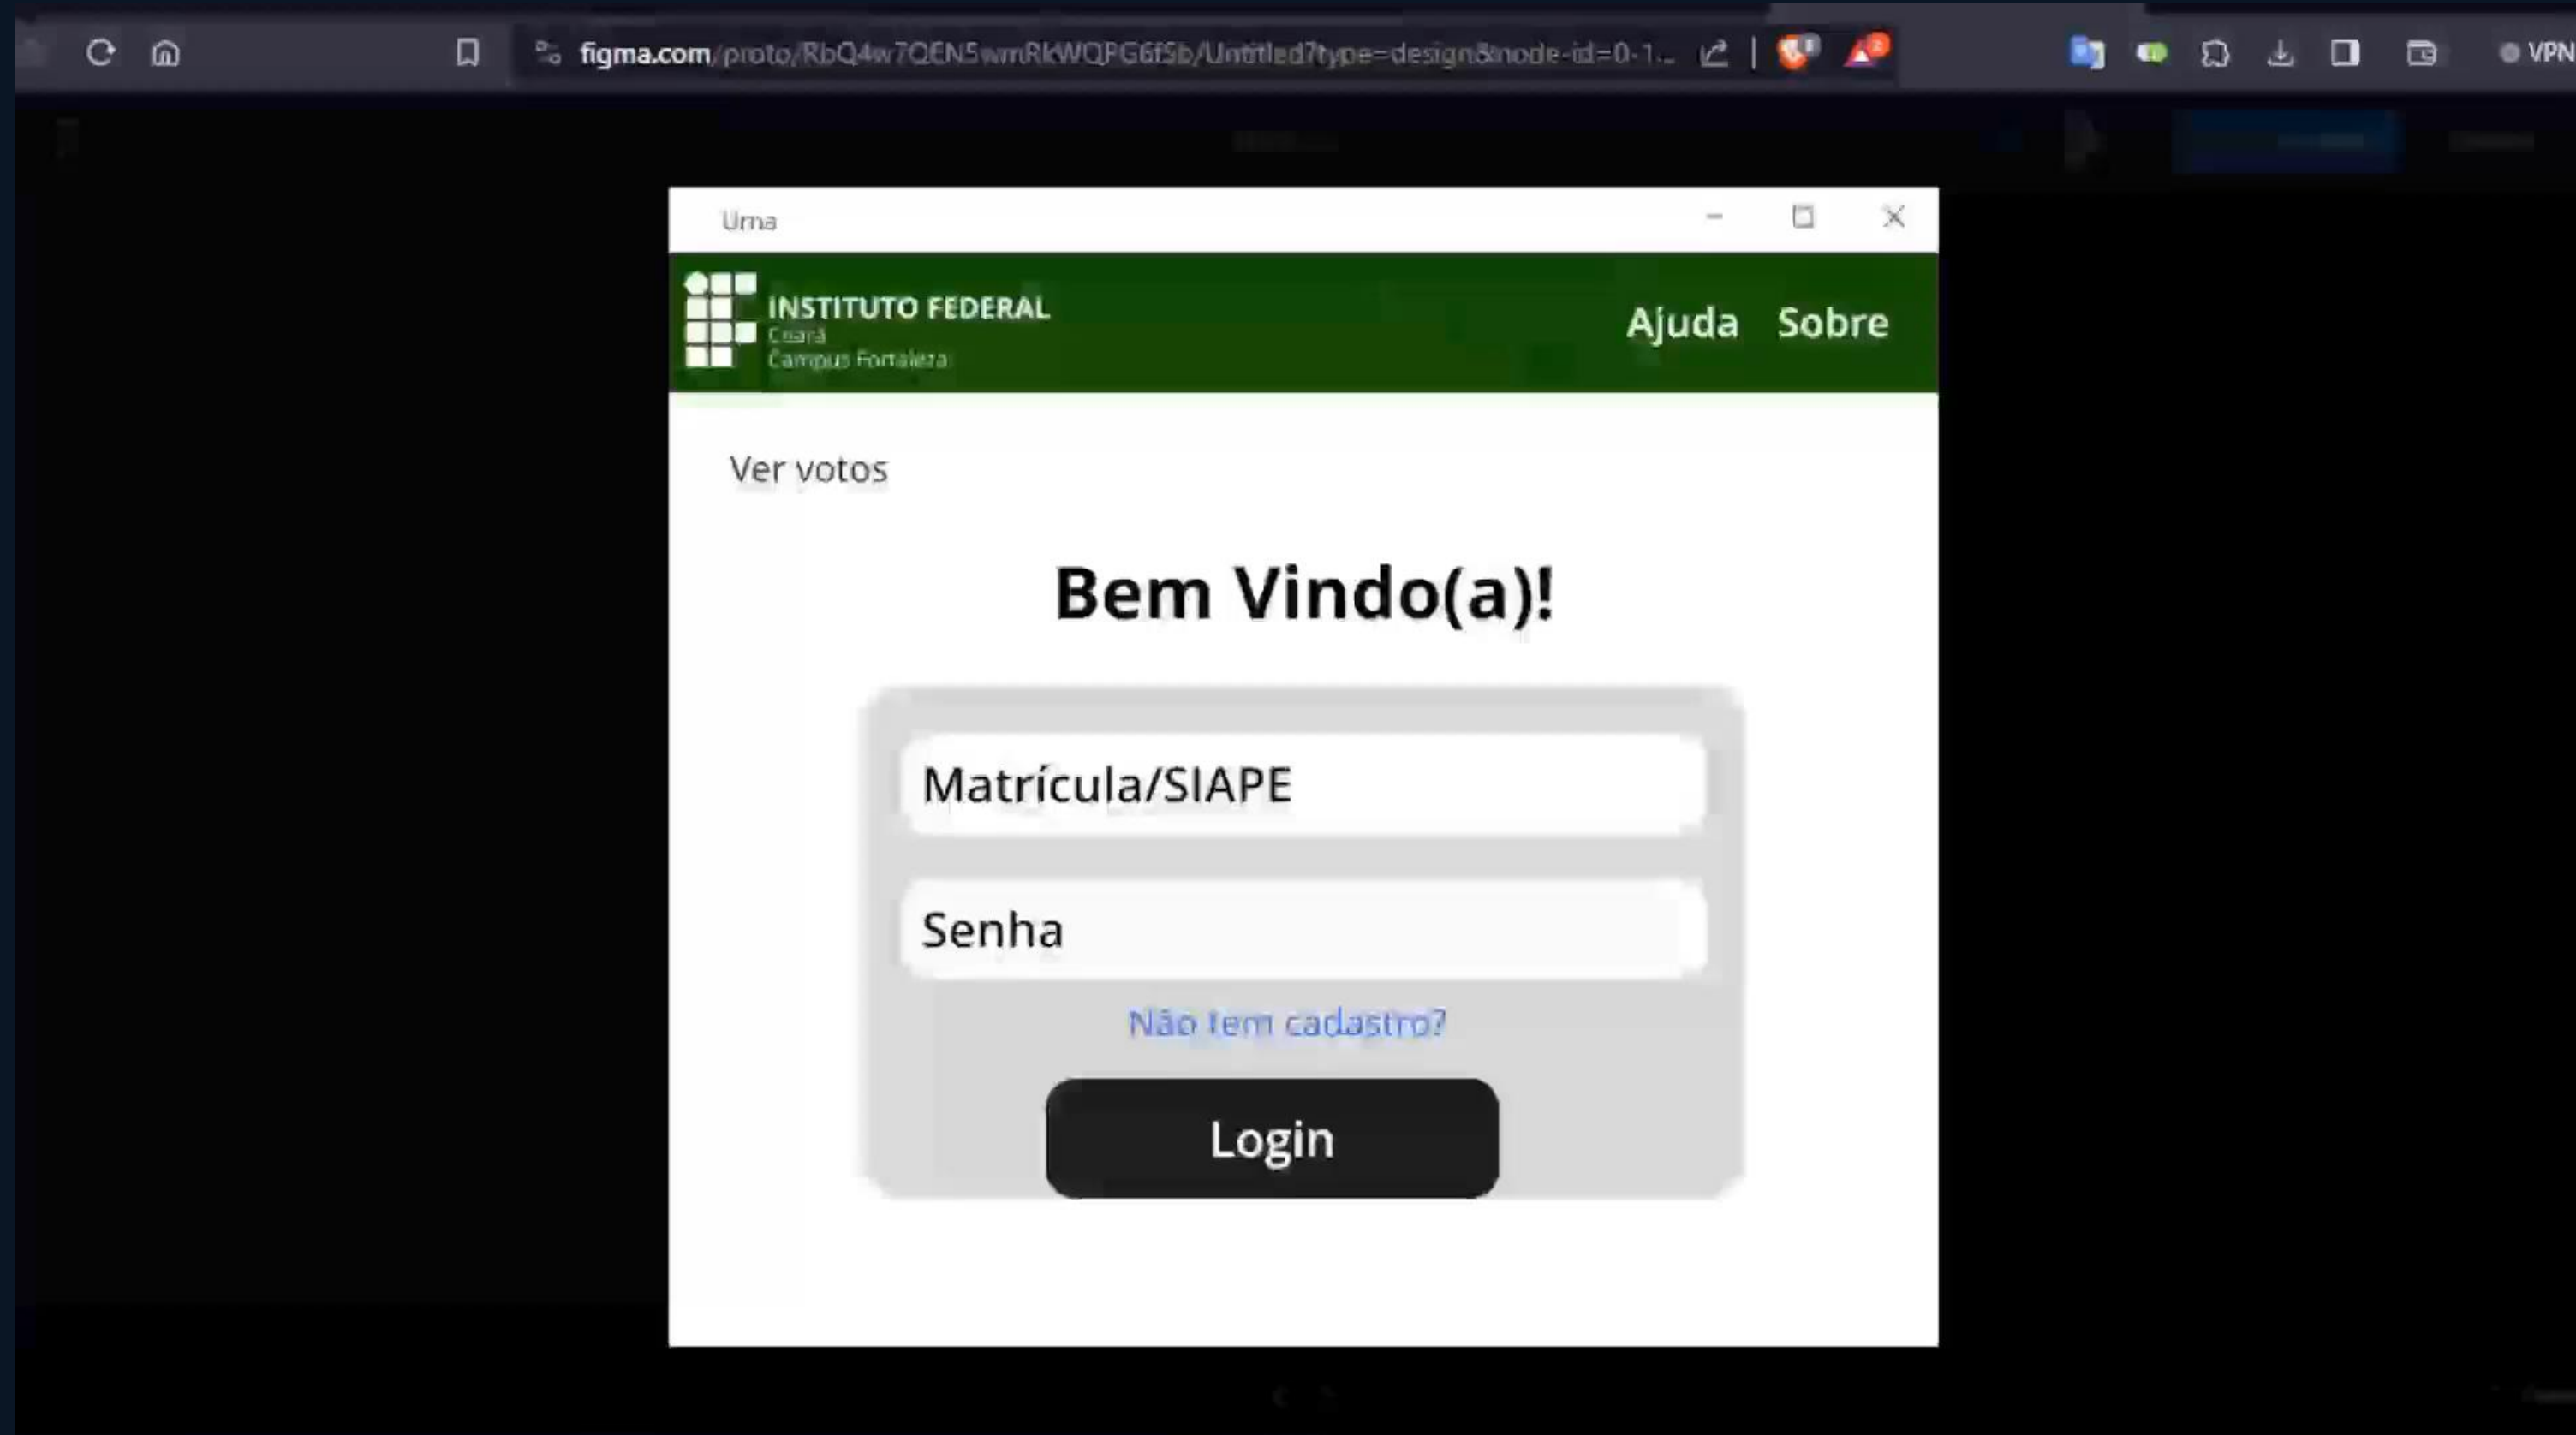 figma.com/proto/RbQ4w7QEN5wmRkWQPG6fSb/Untitled?type=design&node-id=0-1...
VPN
Urna
INSTITUTO FEDERAL
Ceará
Campus Fortaleza
Ajuda Sobre
Ver votos
Bem Vindo(a)!
Matrícula/SIAPE
Senha
Não tem cadastro?
Login